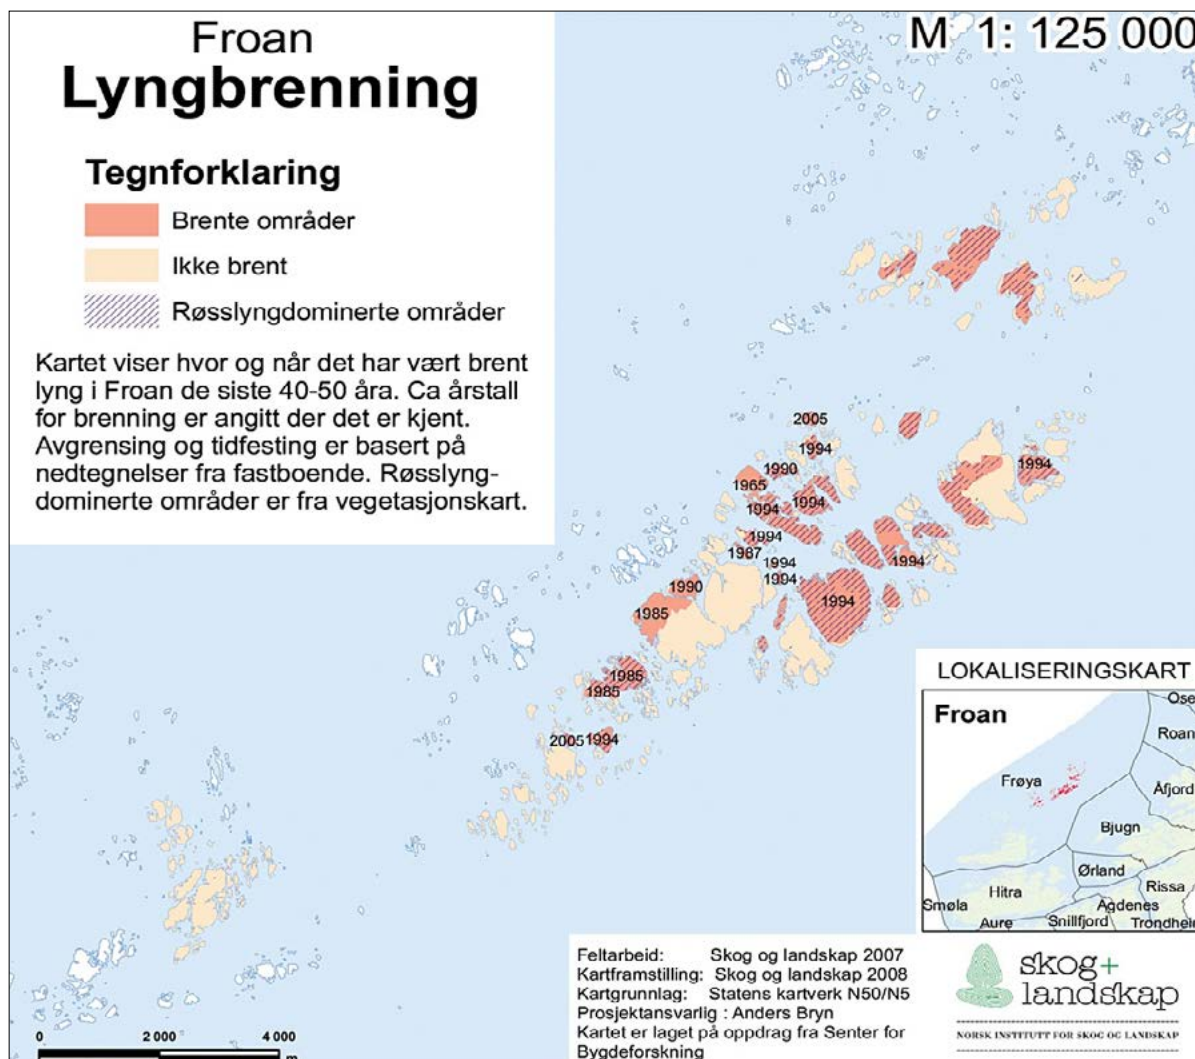 Froan
Lyngbrenning
M 1: 125 000
Tegnforklaring
Brente områder
Ikke brent
Røsslyngdominerte områder
Kartet viser hvor og når det har vært brent
lyng i Froan de siste 40-50 åra. Ca årstall
for brenning er angitt der det er kjent.
Avgrensing og tidfesting er basert på
nedtegnelser fra fastboende. Røsslyng-
dominerte områder er fra vegetasjonskart.
2005
1994
1990
1994
1965
1994
1994
1994
1987
1994
1994
1994
1990
1994
1985
1985
1985
2005
1994
LOKALISERINGSKART
Froan
Ose
Roan
Frøya
Åfjord
Bjugn
Ørland
Rissa
Hitra
Smøla
Agdenes
Aure
Snillfjord
Trondhei
Feltarbeid: Skog og landskap 2007
Kartframstilling: Skog og landskap 2008
Kartgrunnlag: Statens kartverk N50/N5
Prosjektansvarlig : Anders Bryn
Kartet er laget på oppdrag fra Senter for
Bygdeforskning
skog+
landskap
NORSK INSTITUTT FOR SKOG OG LANDSKAP
0 2 000 4 000
m